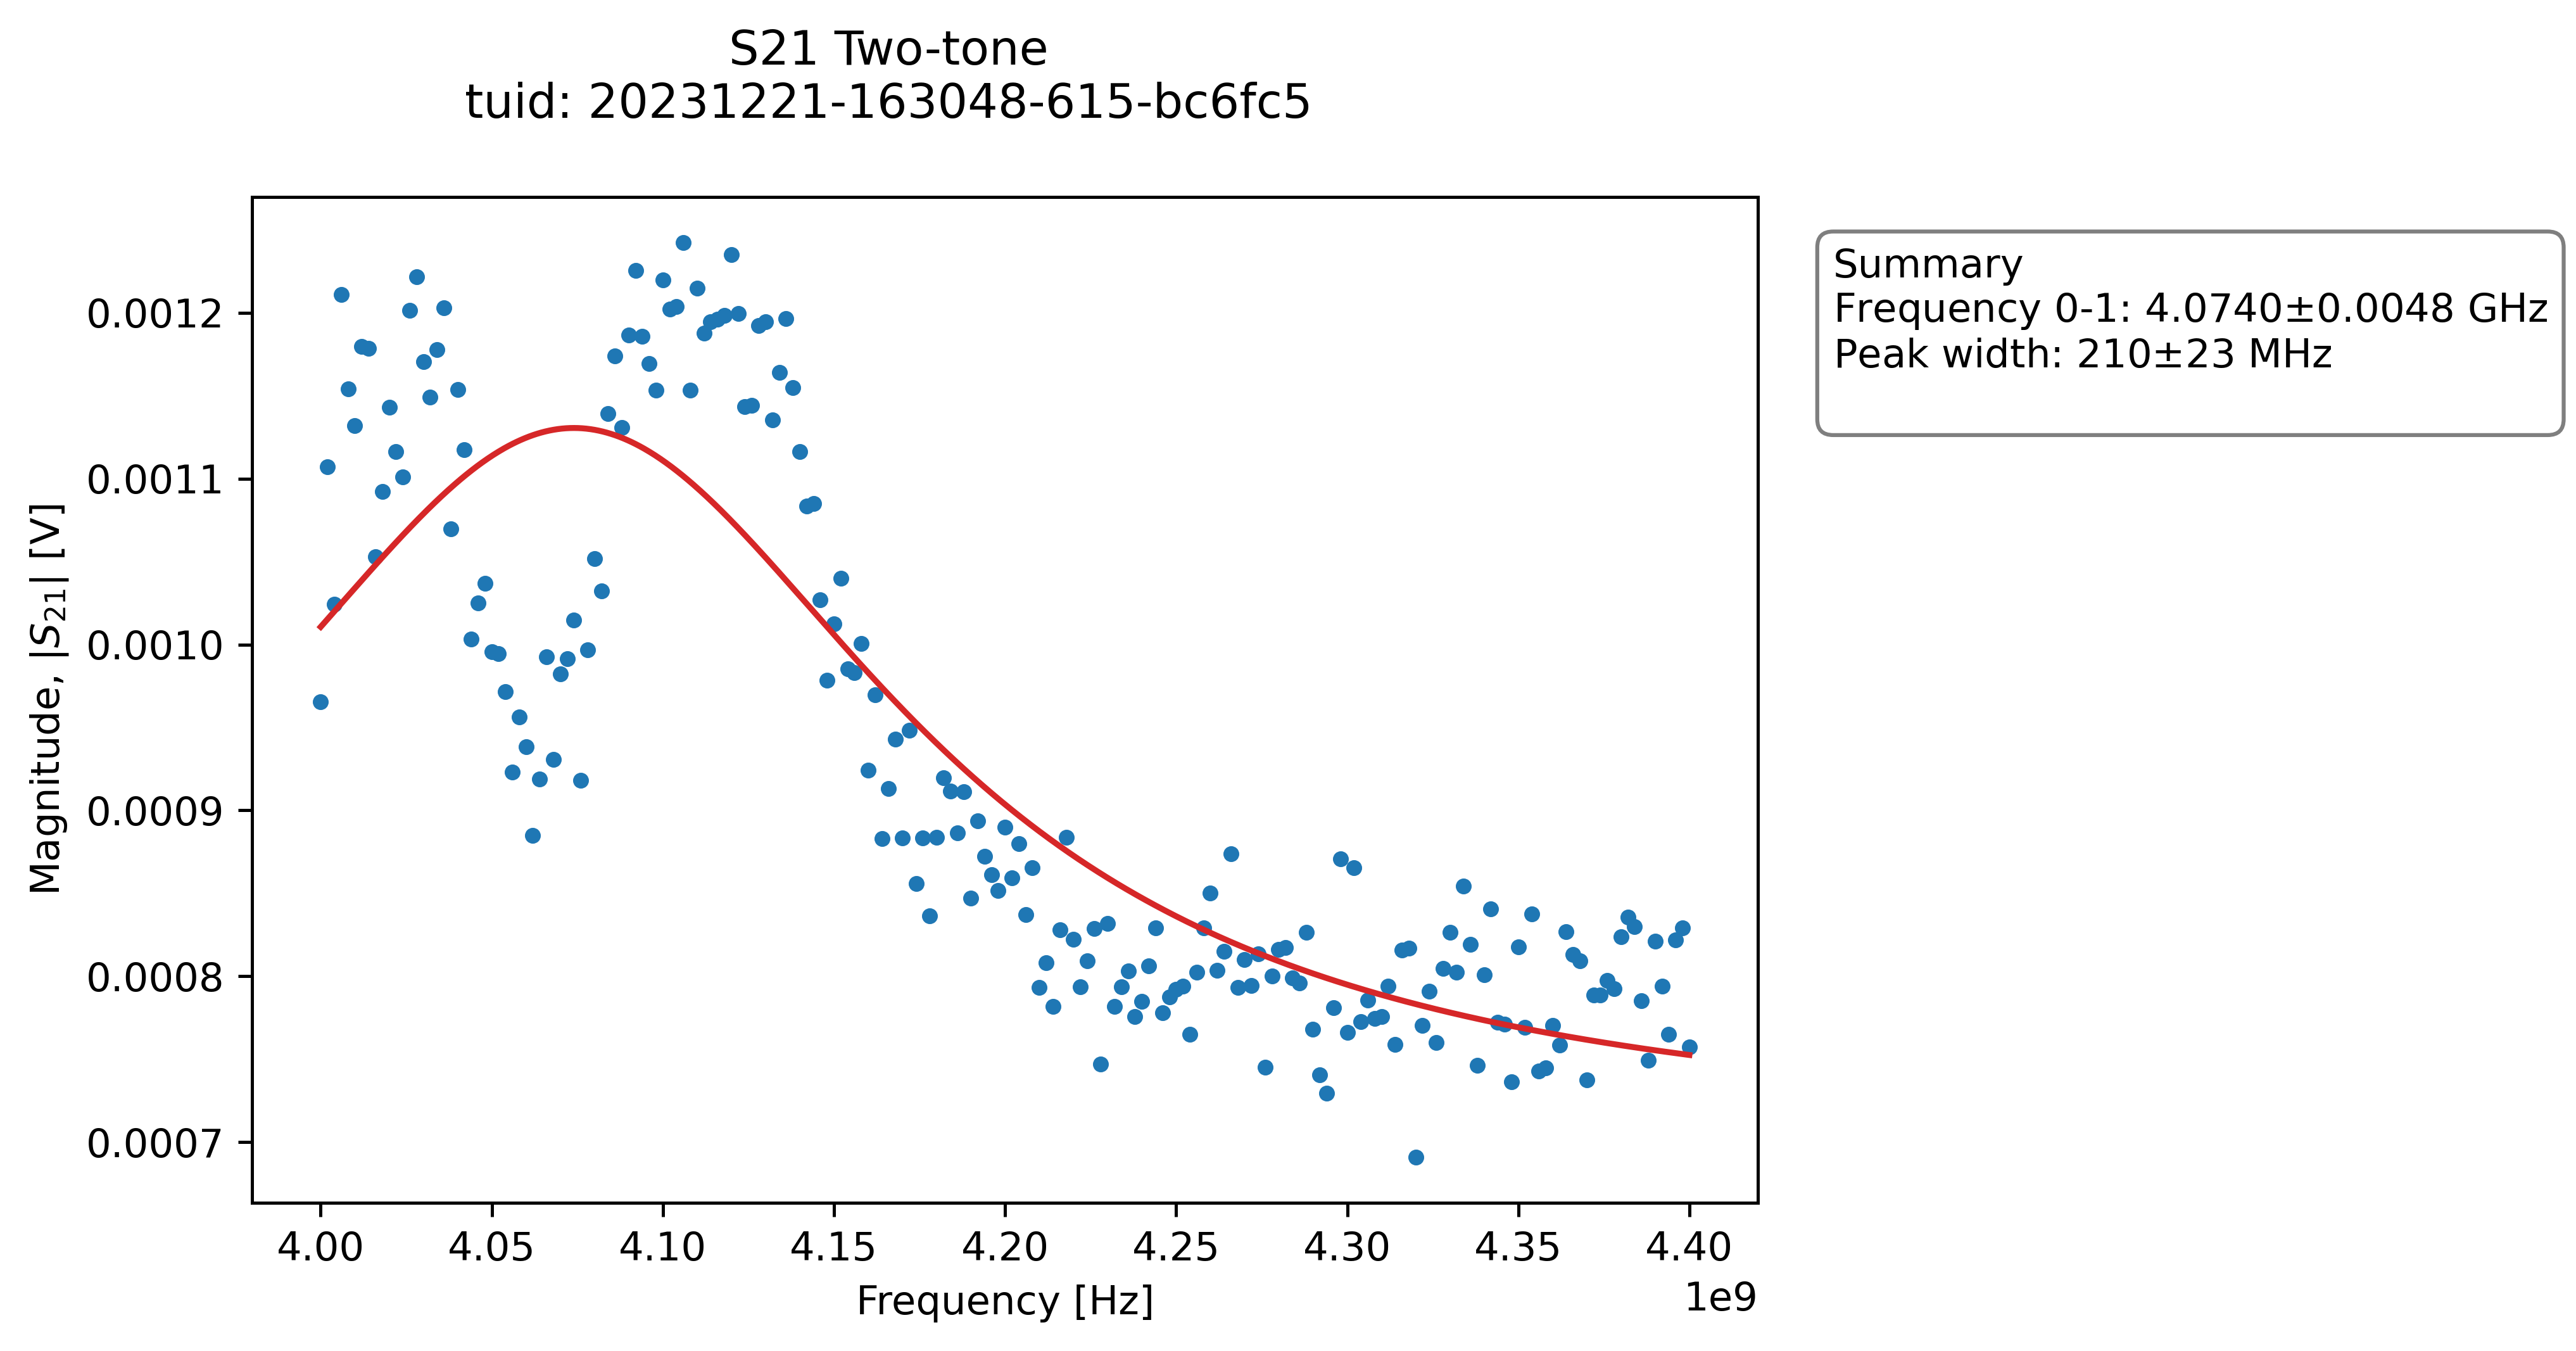 S21 Two-tone
tuid: 20231221-163048-615-bc6fc5
Summary
Frequency 0-1: 4.0740±0.0048 GHz
Peak width: 210±23 MHz
Magnitude, |S21| [V]
0.0012
0.0011
0.0010
0.0009
0.0008
0.0007
4.00 4.05 4.10 4.15 4.20 4.25 4.30 4.35 4.40
1e9
Frequency [Hz]